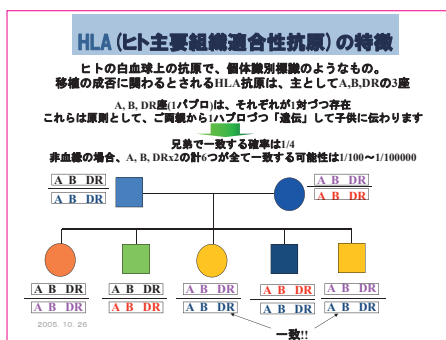 HLA(ヒト主要組織適合性抗原)の特徴
ヒトの白血球上の抗原で、個体識別標識のようなもの。
移植の成否に関わるとされるHLA抗原は、主としてA,B,DRの3座
A, B, DR座(1ハプロ)は、それぞれが1対づつ存在
これらは原則として、ご両親から1ハプロづつ「遺伝」して子供に伝わります
兄弟で一致する確率は1/4
非血縁の場合、A, B, DRx2の計6つが全て一致する可能性は1/100～1/100000
A B DR
A B DR
A B DR
A B DR
A B DR
A B DR
A B DR
A B DR
A B DR
A B DR
A B DR
A B DR
A B DR
A B DR
2005. 10. 26
一致!!